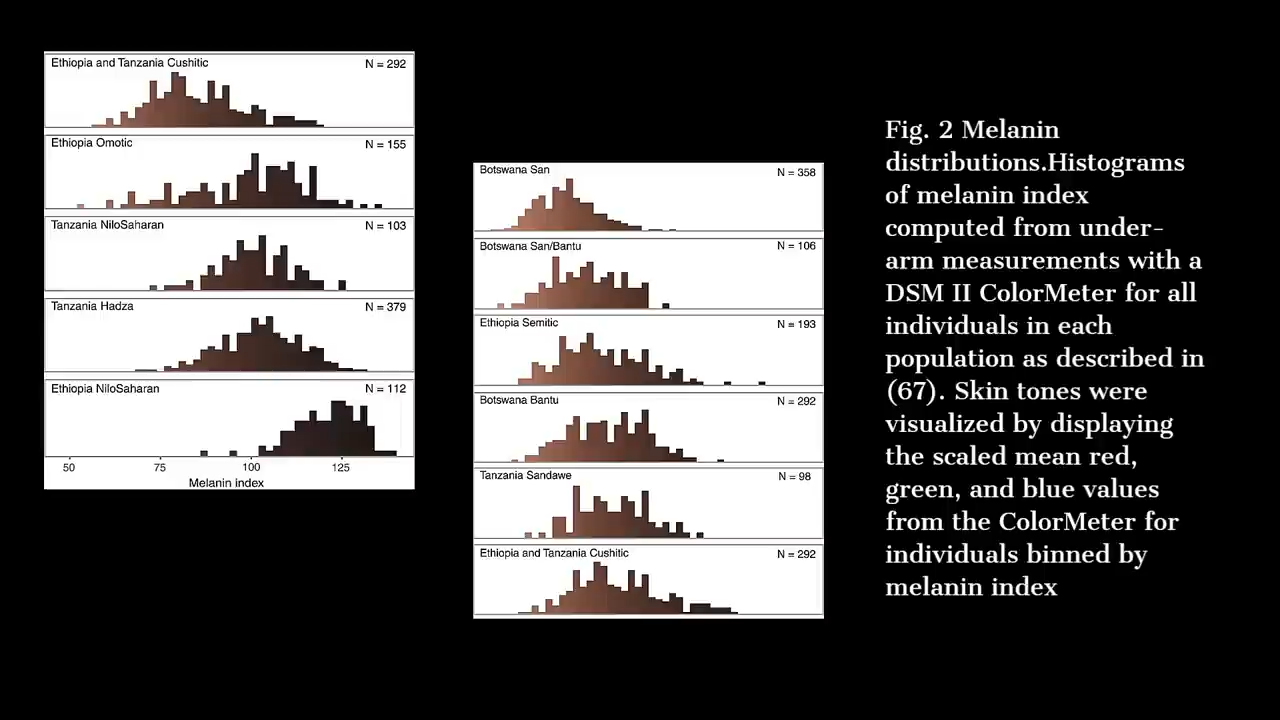 Ethiopia and Tanzania Cushitic N = 292
Ethiopia Omotic N = 155
Tanzania NiloSaharan N = 103
Tanzania Hadza N = 379
Ethiopia NiloSaharan N = 112
50 75 100 125
Melanin index
Botswana San N = 358
Botswana San/Bantu N = 106
Ethiopia Semitic N = 193
Botswana Bantu N = 292
Tanzania Sandawe N = 98
Ethiopia and Tanzania Cushitic N = 292
Fig. 2 Melanin
distributions.Histograms
of melanin index
computed from under-
arm measurements with a
DSM II ColorMeter for all
individuals in each
population as described in
(67). Skin tones were
visualized by displaying
the scaled mean red,
green, and blue values
from the ColorMeter for
individuals binned by
melanin index